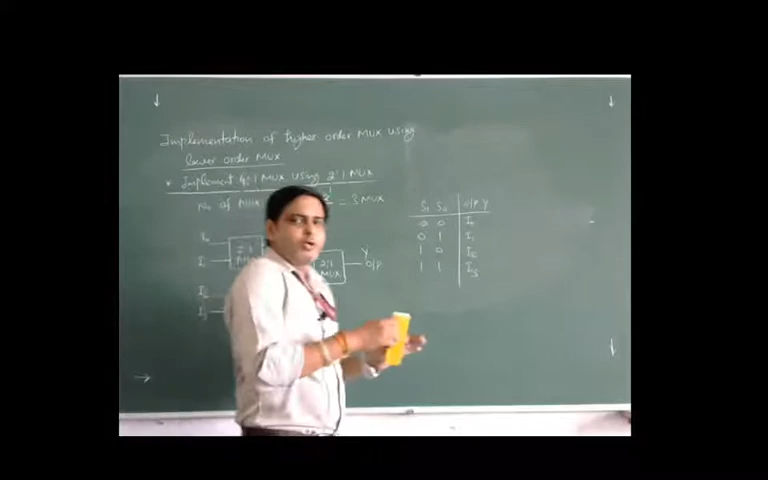 Implementation of higher order MUX using
lower order MUX
* Implement 4:1 MUX using 2:1 MUX
No of MUX = 3 MUX
S1 S0 O/P Y
0 0 I0
0 1 I1
1 0 I2
1 1 I3
I0
2:1
I1
Y
2:1
MUX
O/P
I2
I3